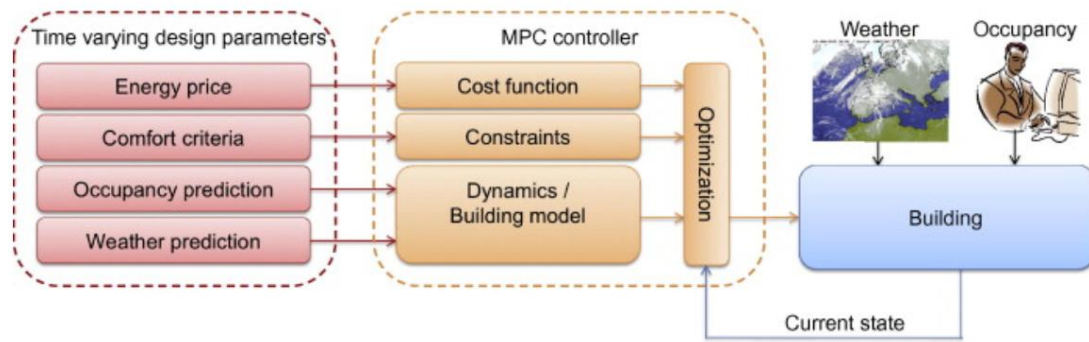 Time varying design parameters
Energy price
Comfort criteria
Occupancy prediction
Weather prediction
MPC controller
Cost function
Constraints
Dynamics /
Building model
Optimization
Weather
Occupancy
Building
Current state